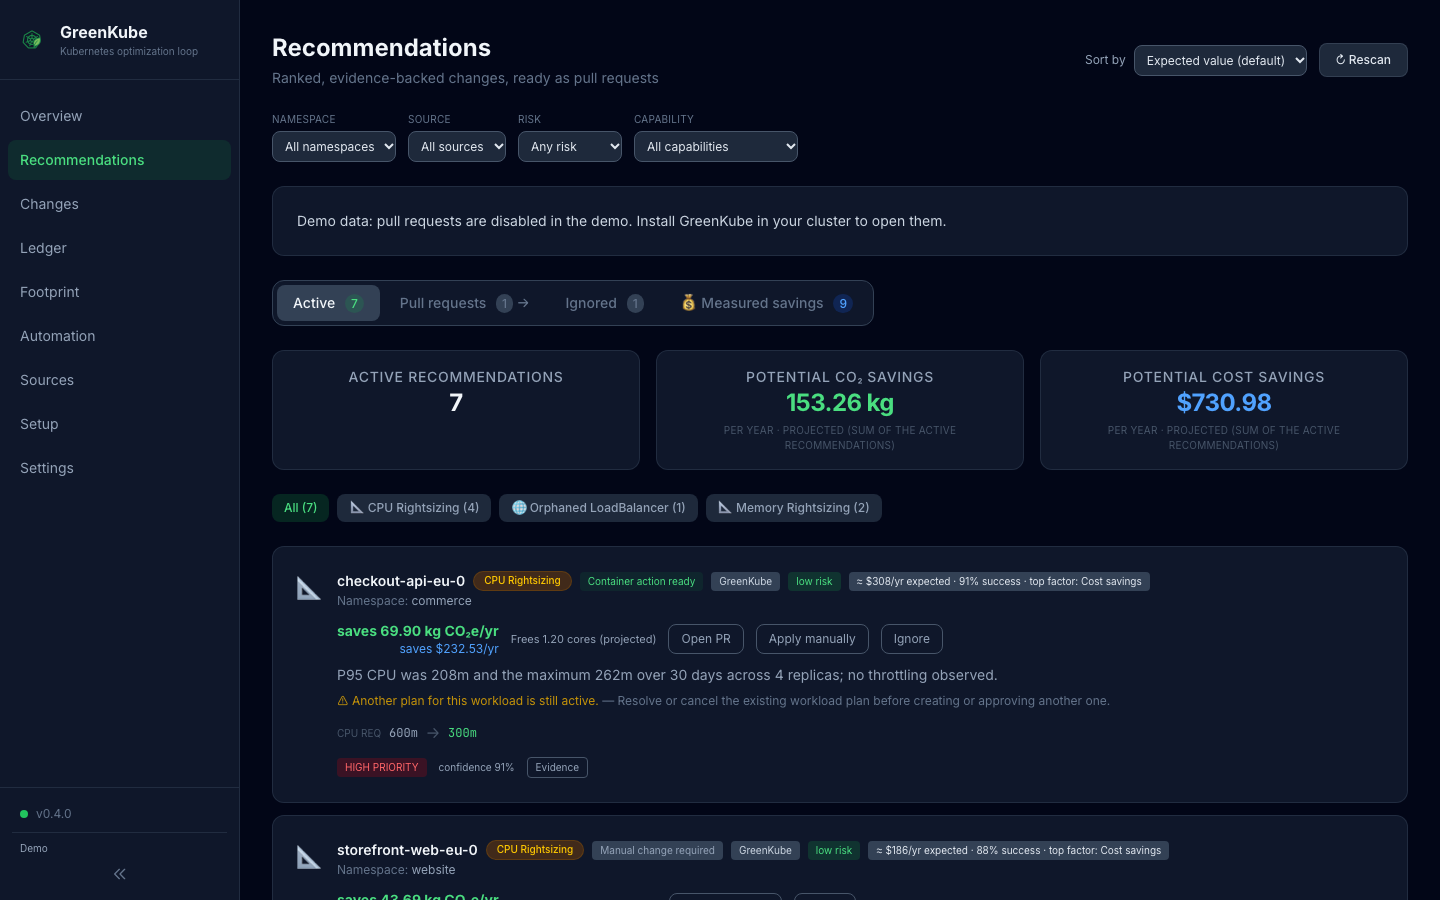 GreenKube
Kubernetes optimization loop
Overview
Recommendations
Changes
Ledger
Footprint
Automation
Sources
Setup
Settings
v0.4.0
Demo
Recommendations
Ranked, evidence-backed changes, ready as pull requests
Sort by
Expected value (default)
↻ Rescan
NAMESPACE
SOURCE
RISK
CAPABILITY
All namespaces
All sources
Any risk
All capabilities
Demo data: pull requests are disabled in the demo. Install GreenKube in your cluster to open them.
Active 7
Pull requests 1 →
Ignored 1
💰 Measured savings 9
ACTIVE RECOMMENDATIONS
7
POTENTIAL CO₂ SAVINGS
153.26 kg
PER YEAR · PROJECTED (SUM OF THE ACTIVE
RECOMMENDATIONS)
POTENTIAL COST SAVINGS
$730.98
PER YEAR · PROJECTED (SUM OF THE ACTIVE
RECOMMENDATIONS)
All (7)
📐 CPU Rightsizing (4)
🌐 Orphaned LoadBalancer (1)
📐 Memory Rightsizing (2)
checkout-api-eu-0 CPU Rightsizing Container action ready GreenKube low risk ≈ $308/yr expected · 91% success · top factor: Cost savings
Namespace: commerce
saves 69.90 kg CO₂e/yr
saves $232.53/yr
Frees 1.20 cores (projected)
Open PR
Apply manually
Ignore
P95 CPU was 208m and the maximum 262m over 30 days across 4 replicas; no throttling observed.
⚠ Another plan for this workload is still active. — Resolve or cancel the existing workload plan before creating or approving another one.
CPU REQ 600m → 300m
HIGH PRIORITY confidence 91% Evidence
storefront-web-eu-0 CPU Rightsizing Manual change required GreenKube low risk ≈ $186/yr expected · 88% success · top factor: Cost savings
Namespace: website
saves 43.69 kg CO₂e/yr